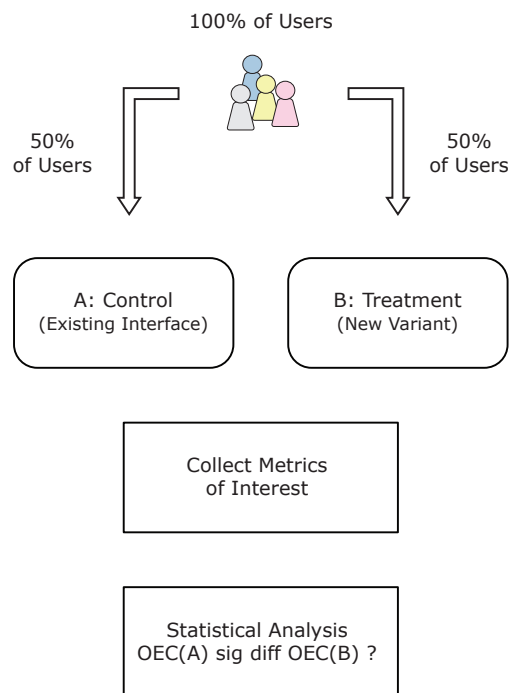 100% of Users
50%
of Users
50%
of Users
A: Control
(Existing Interface)
B: Treatment
(New Variant)
Collect Metrics
of Interest
Statistical Analysis
OEC(A) sig diff OEC(B) ?